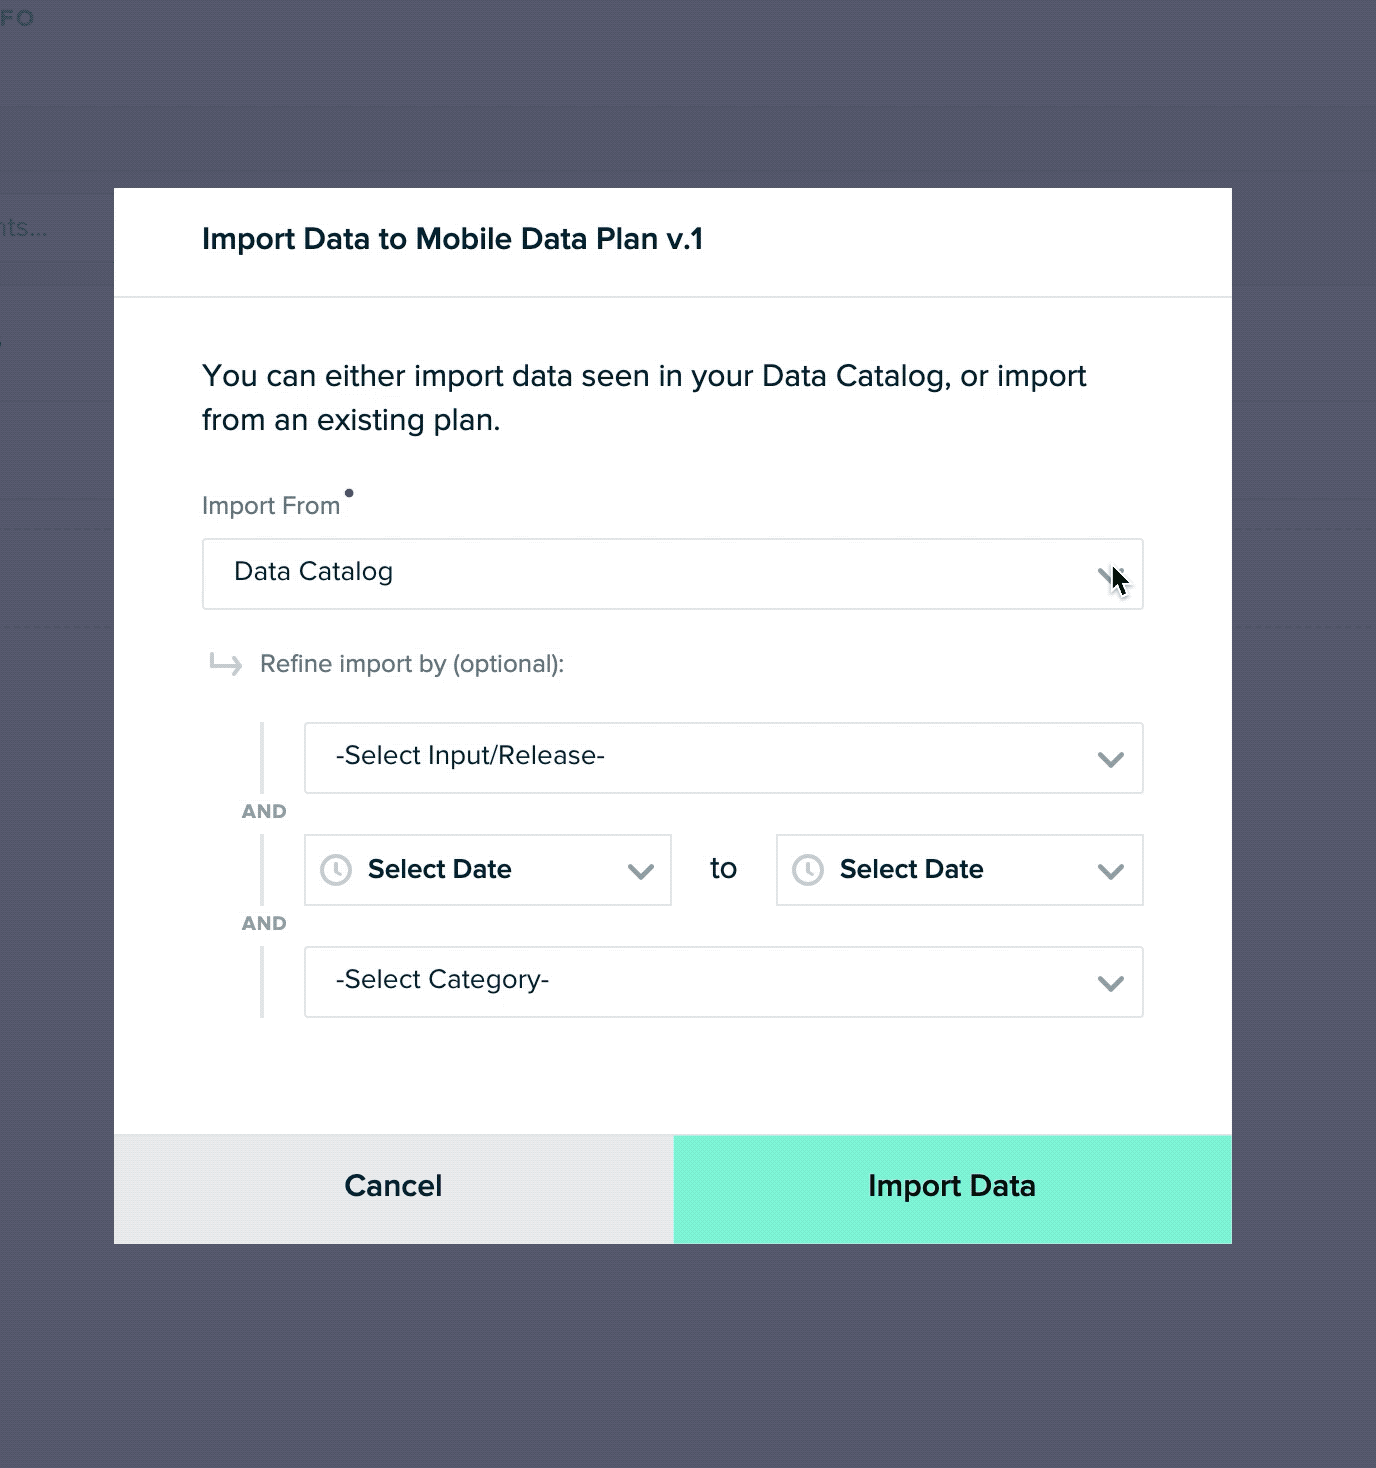 FO
nts...
Import Data to Mobile Data Plan v.1
You can either import data seen in your Data Catalog, or import
from an existing plan.
Import From
Data Catalog
Refine import by (optional):
-Select Input/Release-
AND
Select Date to Select Date
AND
-Select Category-
Cancel Import Data